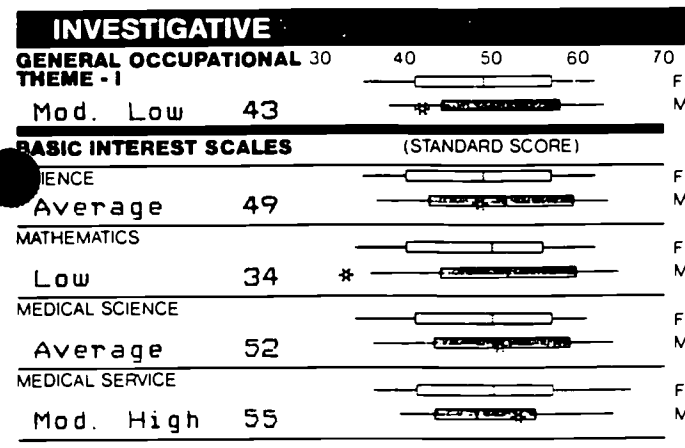 INVESTIGATIVE
GENERAL OCCUPATIONAL 30 40 50 60 70
THEME - I F
Mod. Low 43 * M
BASIC INTEREST SCALES (STANDARD SCORE)
IENCE F
Average 49 * M
MATHEMATICS F
Low 34 * M
MEDICAL SCIENCE F
Average 52 * M
MEDICAL SERVICE F
Mod. High 55 * M